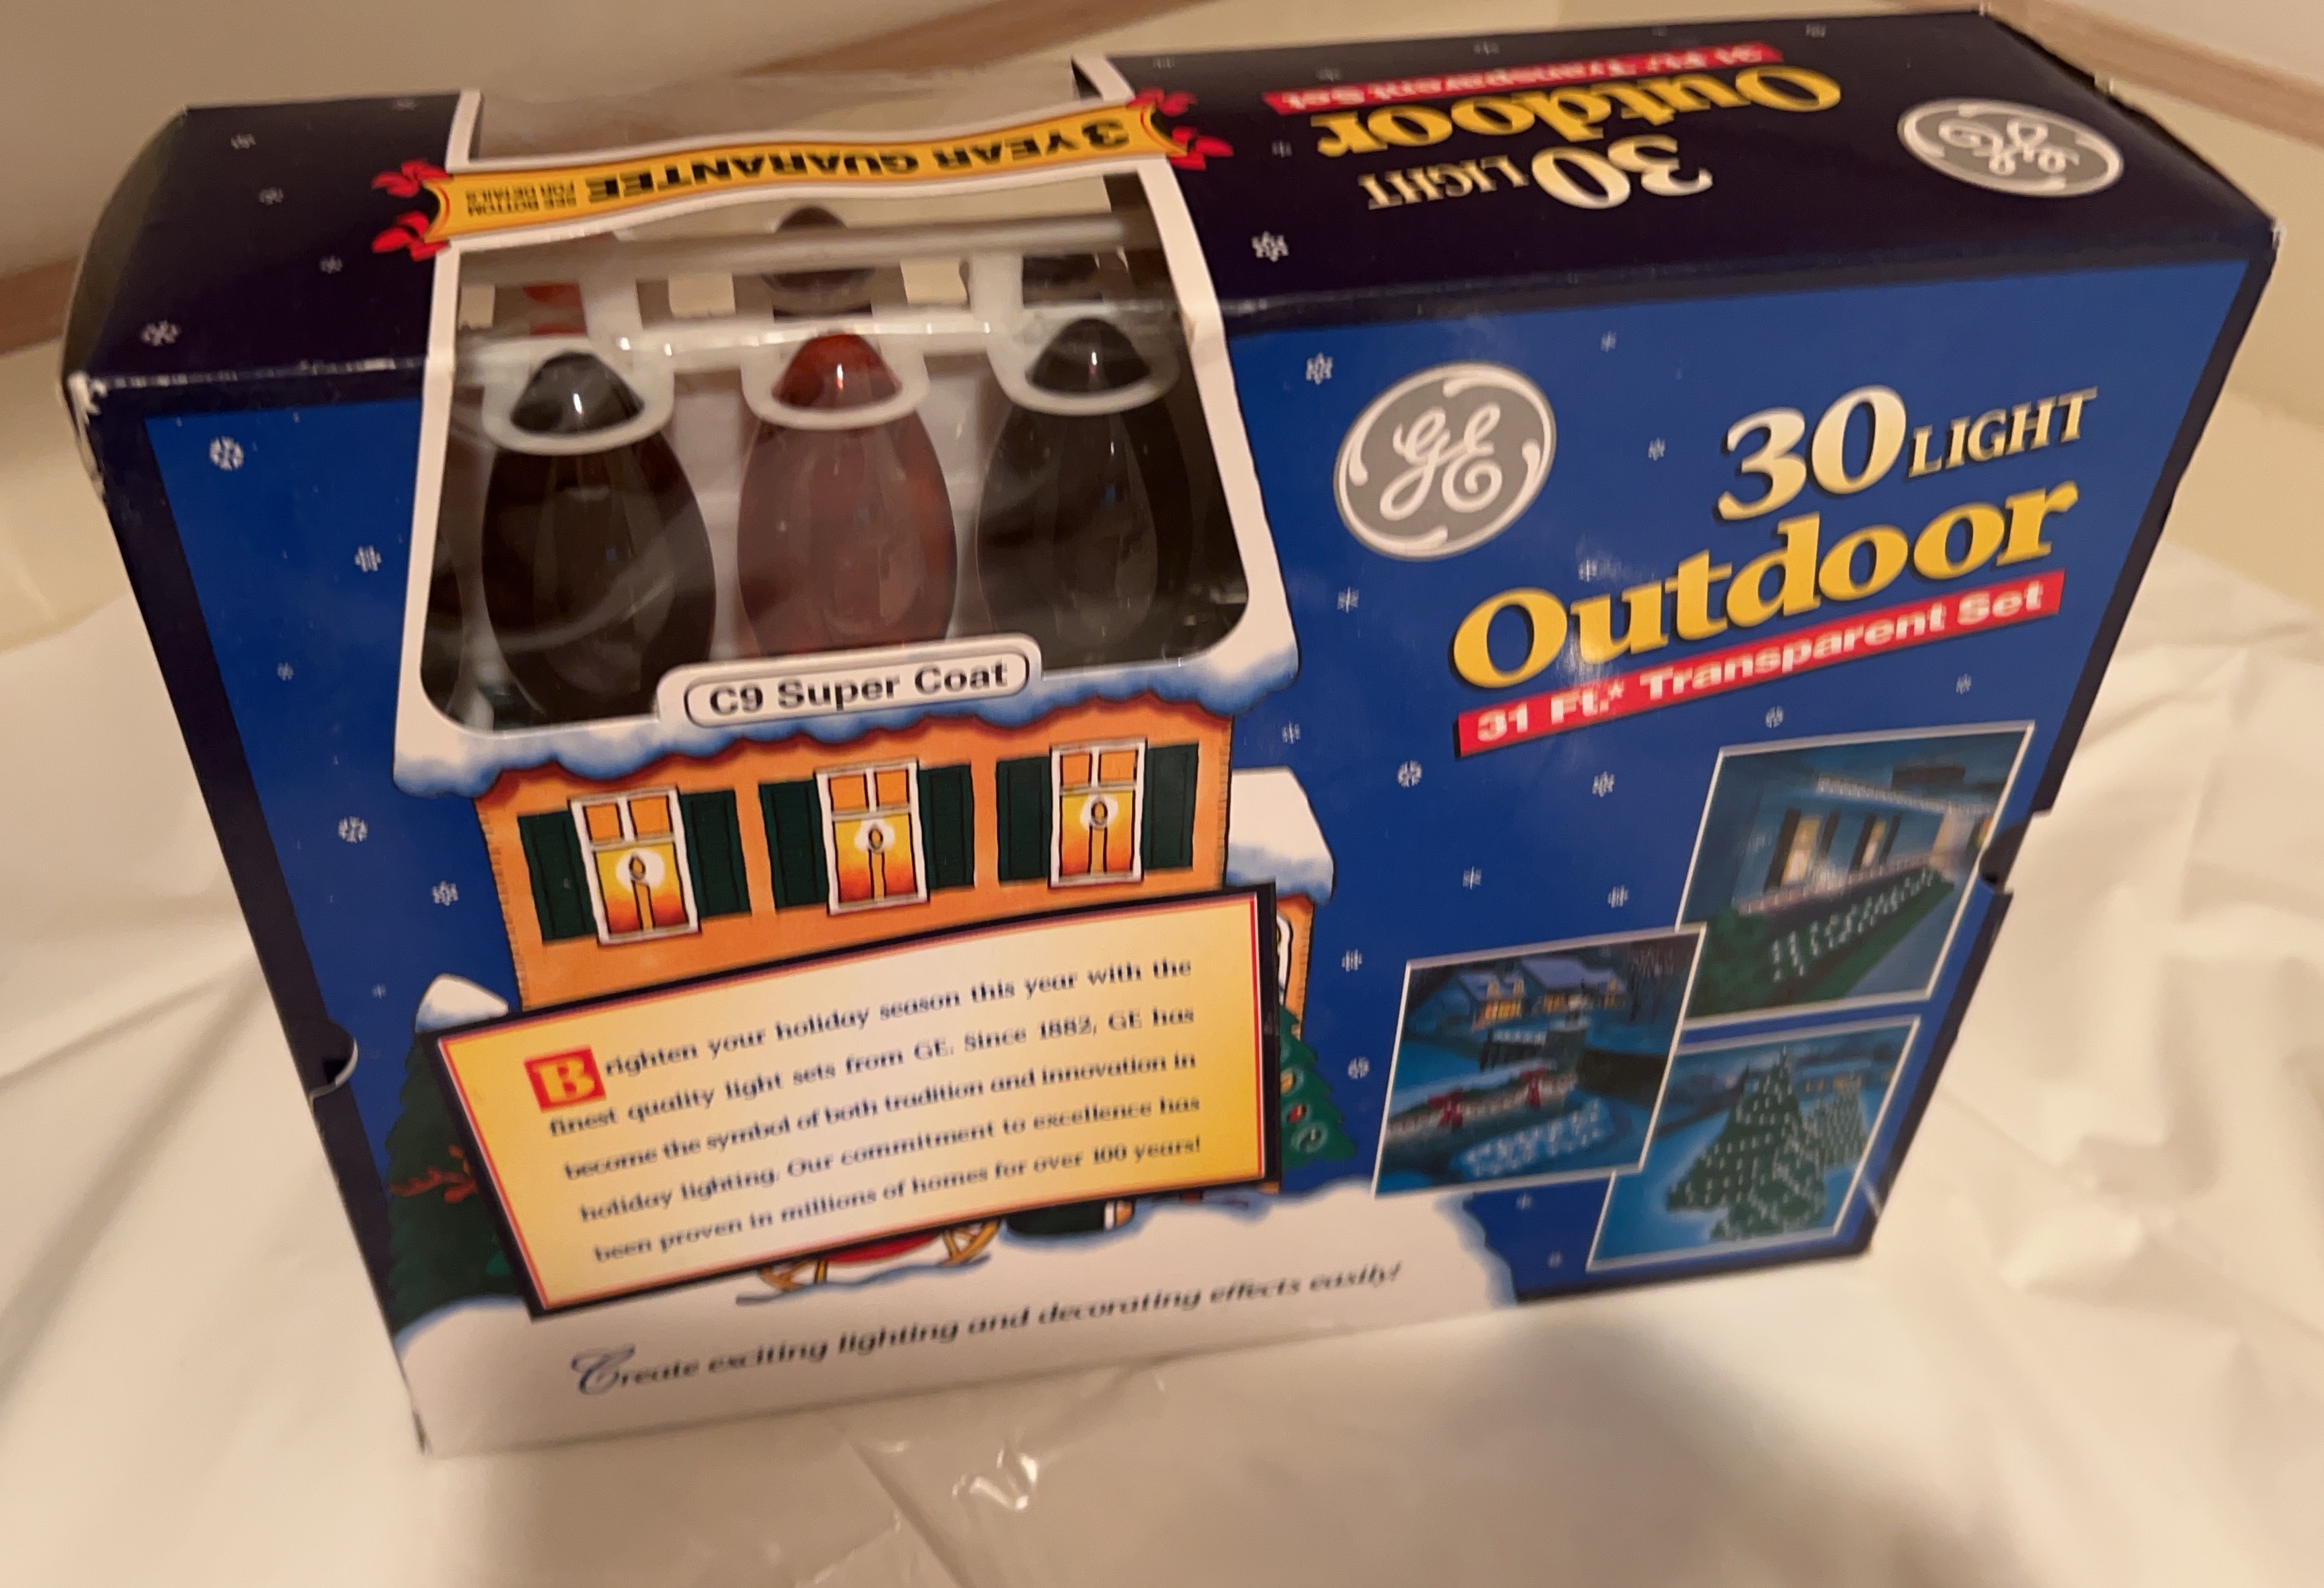 31 Ft.* Transparent Set
Outdoor
30 LIGHT
GE
3 YEAR GUARANTEE
SEE BOTTOM
FOR DETAILS
GE
30 LIGHT
Outdoor
31 Ft.* Transparent Set
C9 Super Coat
Brighten your holiday season this year with the
finest quality light sets from GE. Since 1882, GE has
become the symbol of both tradition and innovation in
holiday lighting. Our commitment to excellence has
been proven in millions of homes for over 100 years!
Create exciting lighting and decorating effects easily!